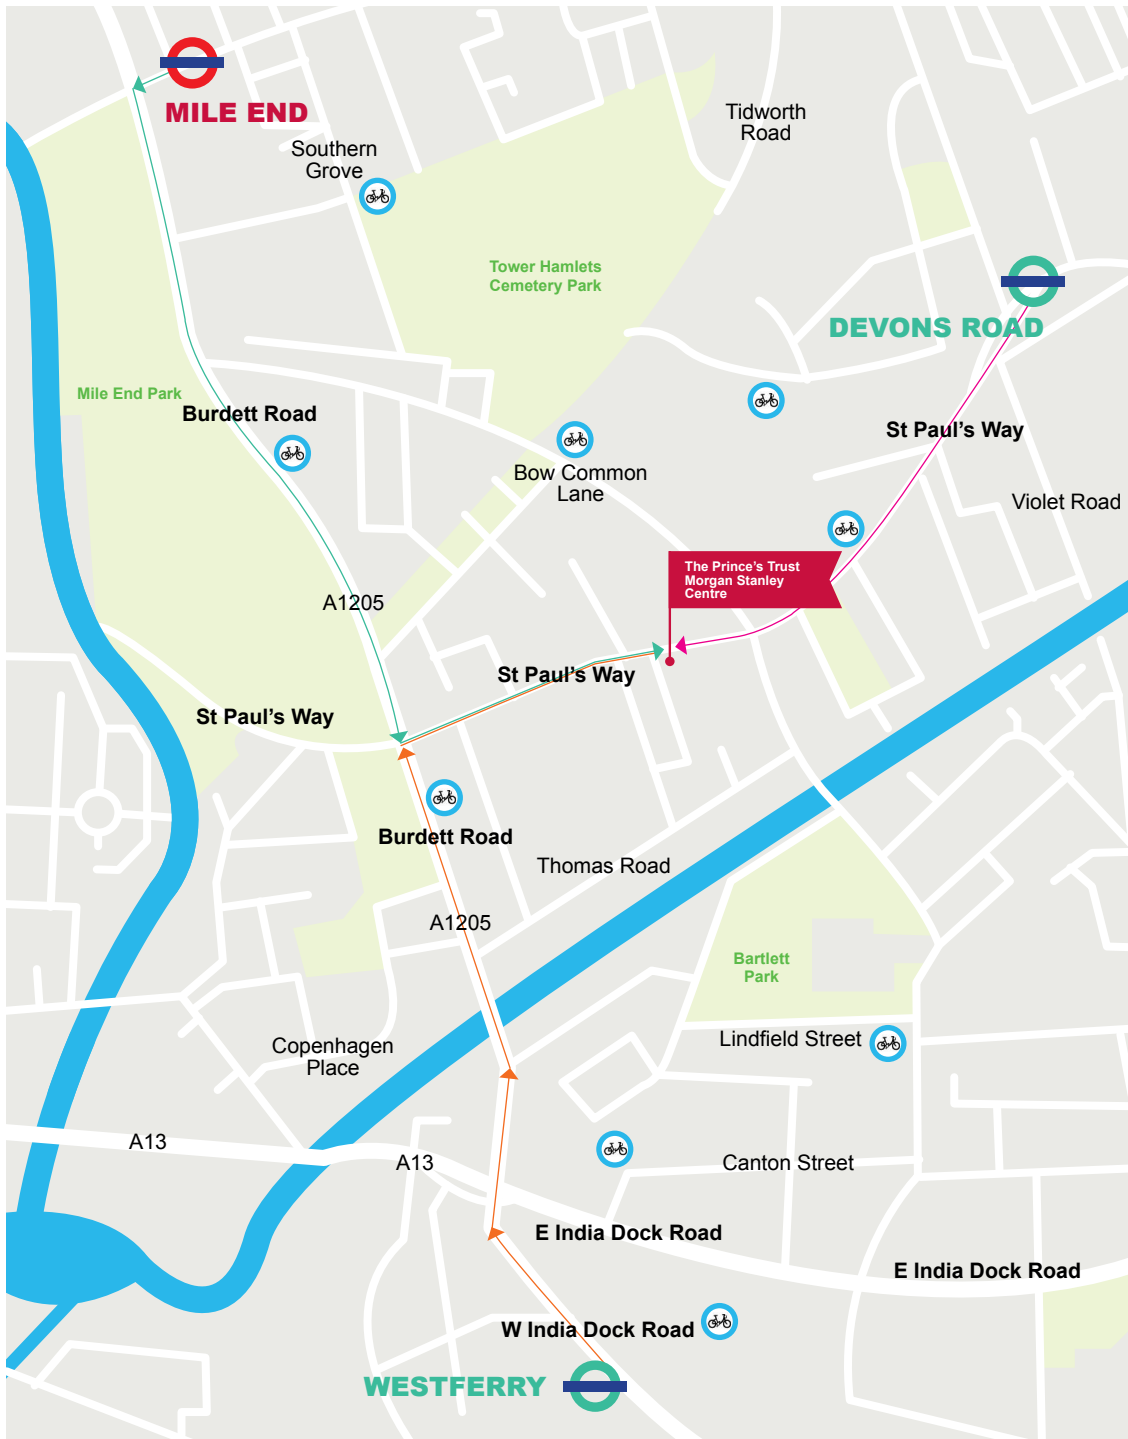 MILE END
Tidworth
Road
Southern
Grove
Tower Hamlets
Cemetery Park
DEVONS ROAD
Mile End Park
Burdett Road
St Paul's Way
Bow Common
Lane
Violet Road
The Prince's Trust
Morgan Stanley
Centre
A1205
St Paul's Way
St Paul's Way
Burdett Road
Thomas Road
A1205
Bartlett
Park
Lindfield Street
Copenhagen
Place
A13
A13
Canton Street
E India Dock Road
E India Dock Road
W India Dock Road
WESTFERRY